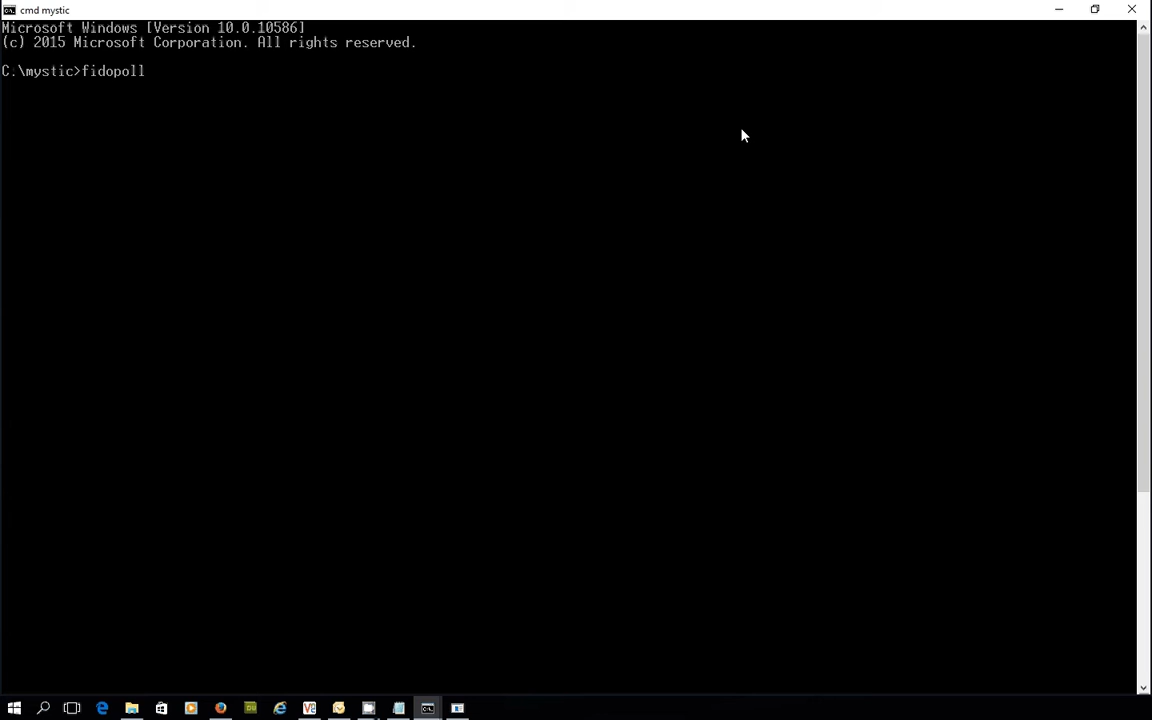 cmd mystic
Microsoft Windows [Version 10.0.10586]
(c) 2015 Microsoft Corporation. All rights reserved.
C:\mystic>fidopoll